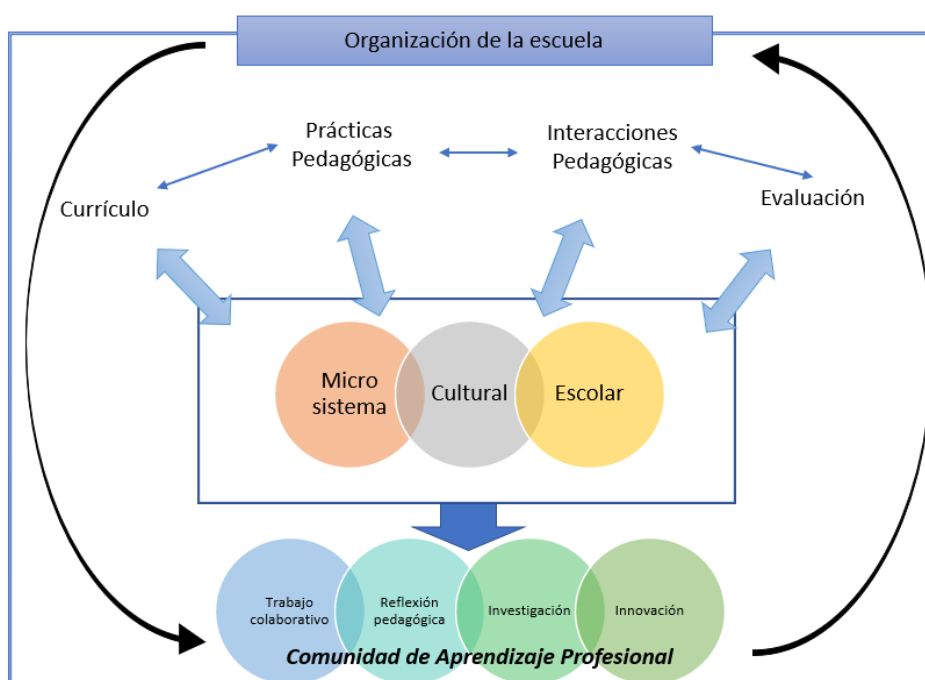 Organización de la escuela
Prácticas
Pedagógicas
Interacciones
Pedagógicas
Currículo
Evaluación
Micro
sistema
Cultural
Escolar
Trabajo
colaborativo
Reflexión
pedagógica
Investigación
Innovación
Comunidad de Aprendizaje Profesional